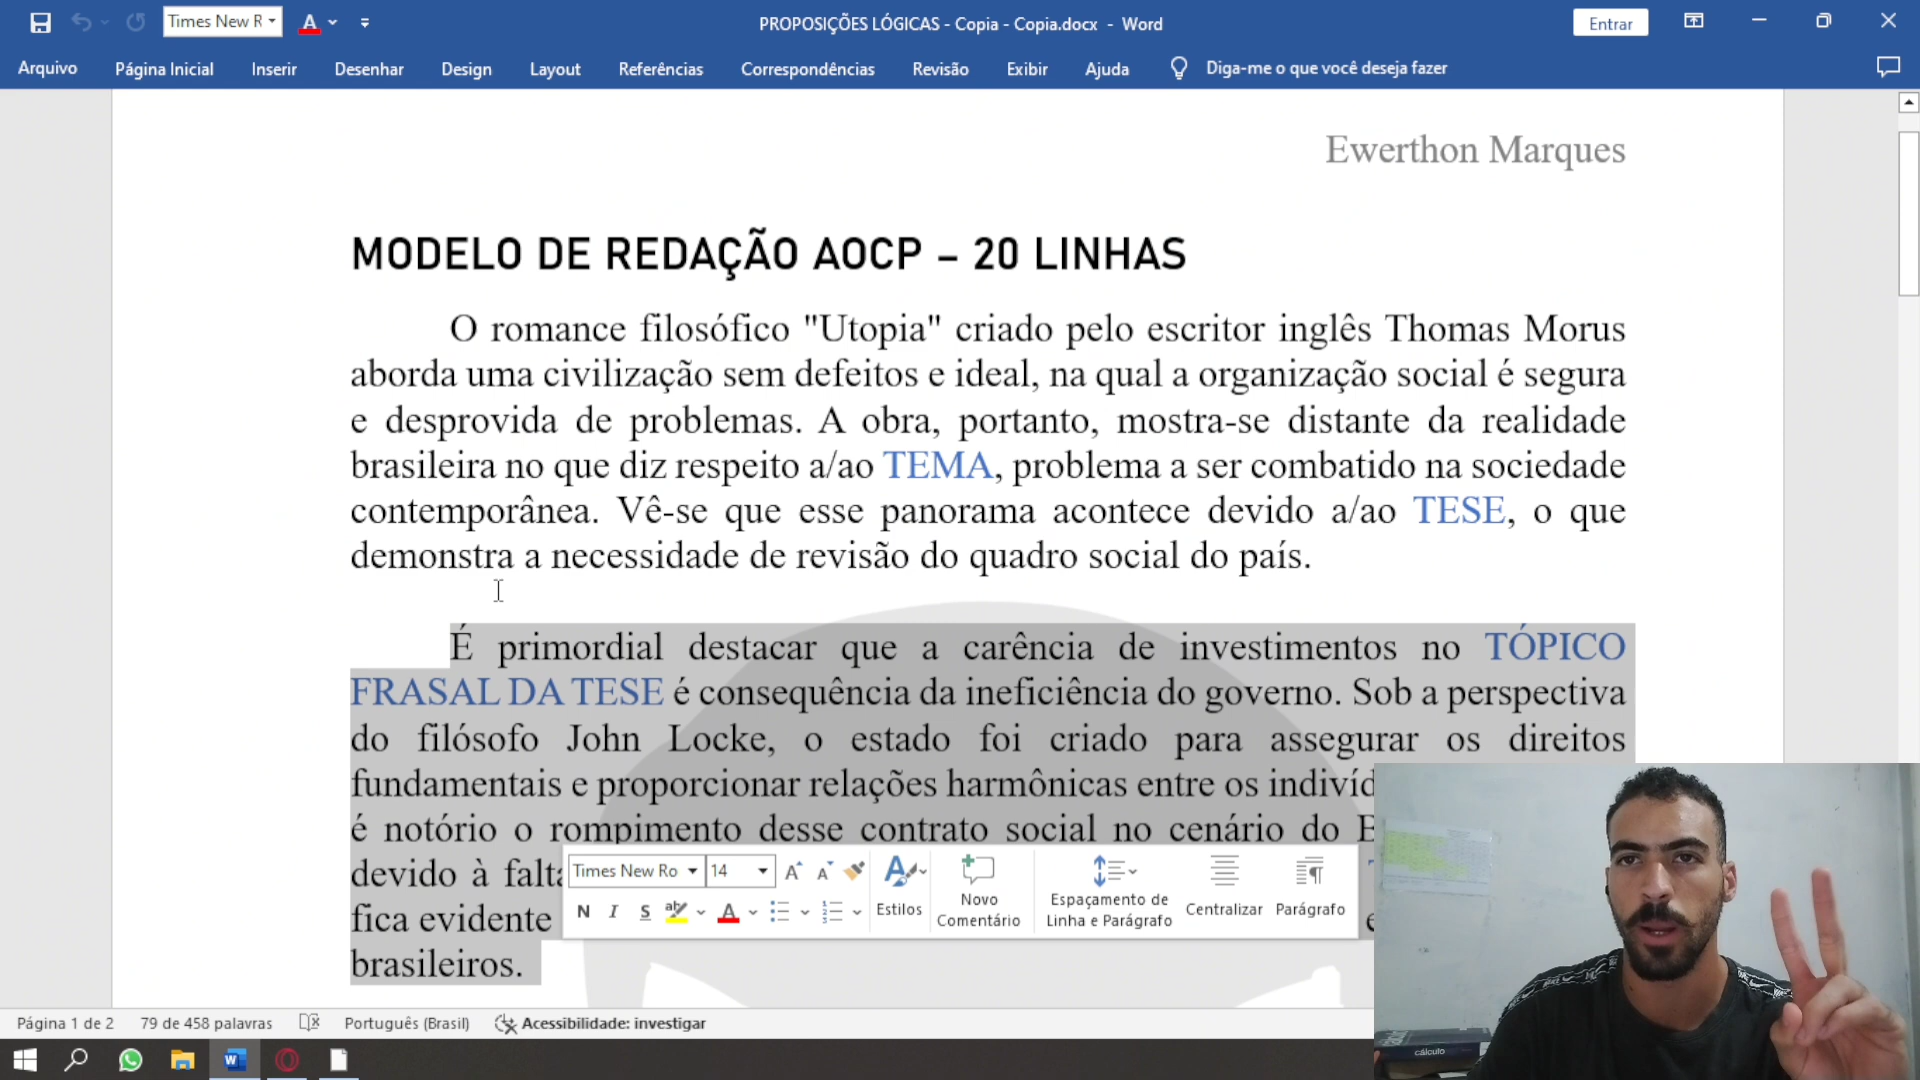 Times New R
A
PROPOSIÇÕES LÓGICAS - Copia - Copia.docx - Word
Entrar
Arquivo Página Inicial Inserir Desenhar Design Layout Referências Correspondências Revisão Exibir Ajuda Diga-me o que você deseja fazer
Ewerthon Marques
MODELO DE REDAÇÃO AOCP – 20 LINHAS
O romance filosófico "Utopia" criado pelo escritor inglês Thomas Morus
aborda uma civilização sem defeitos e ideal, na qual a organização social é segura
e desprovida de problemas. A obra, portanto, mostra-se distante da realidade
brasileira no que diz respeito a/ao TEMA, problema a ser combatido na sociedade
contemporânea. Vê-se que esse panorama acontece devido a/ao TESE, o que
demonstra a necessidade de revisão do quadro social do país.
É primordial destacar que a carência de investimentos no TÓPICO
FRASAL DA TESE é consequência da ineficiência do governo. Sob a perspectiva
do filósofo John Locke, o estado foi criado para assegurar os direitos
fundamentais e proporcionar relações harmônicas entre os indivíd
é notório o rompimento desse contrato social no cenário do
devido à falta
fica evidente
brasileiros.
Times New Ro 14 A A
N I S ab A
Estilos
Novo
Comentário
Espaçamento de
Linha e Parágrafo
Centralizar
Parágrafo
cálculo
Página 1 de 2 79 de 458 palavras Português (Brasil) Acessibilidade: investigar